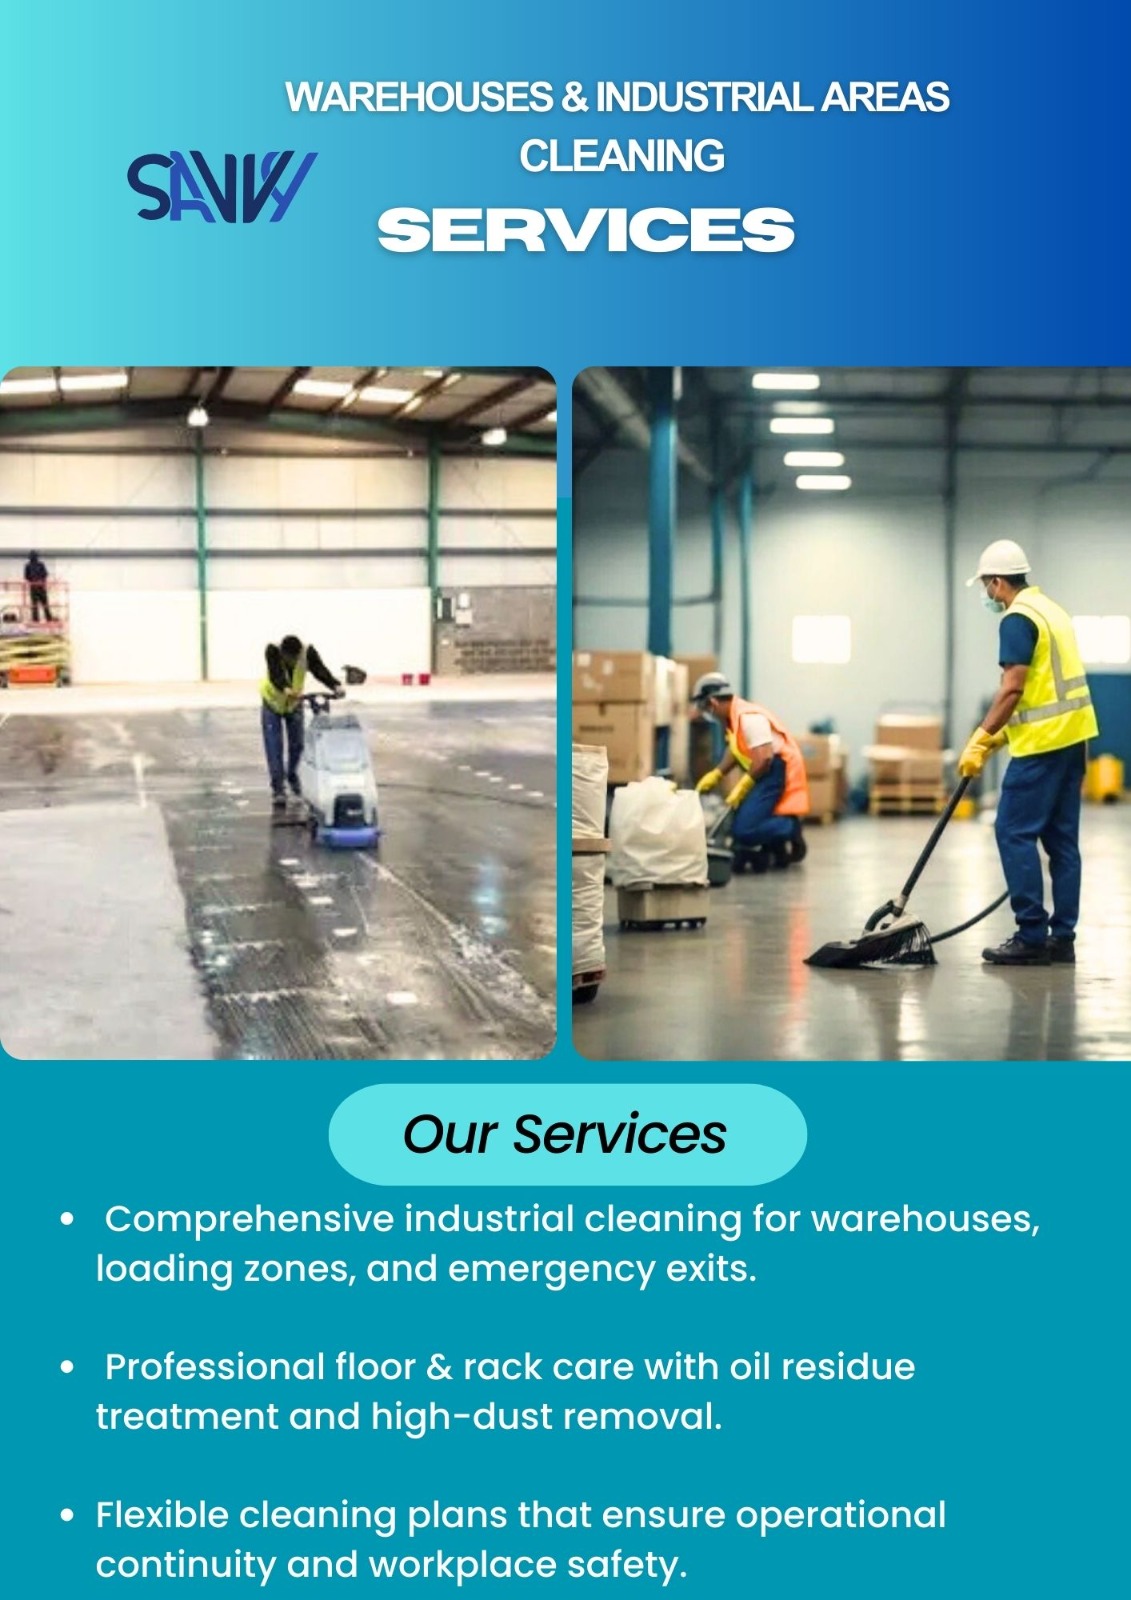 WAREHOUSES & INDUSTRIAL AREAS
CLEANING
SERVICES
Our Services
• Comprehensive industrial cleaning for warehouses,
loading zones, and emergency exits.
• Professional floor & rack care with oil residue
treatment and high-dust removal.
• Flexible cleaning plans that ensure operational
continuity and workplace safety.